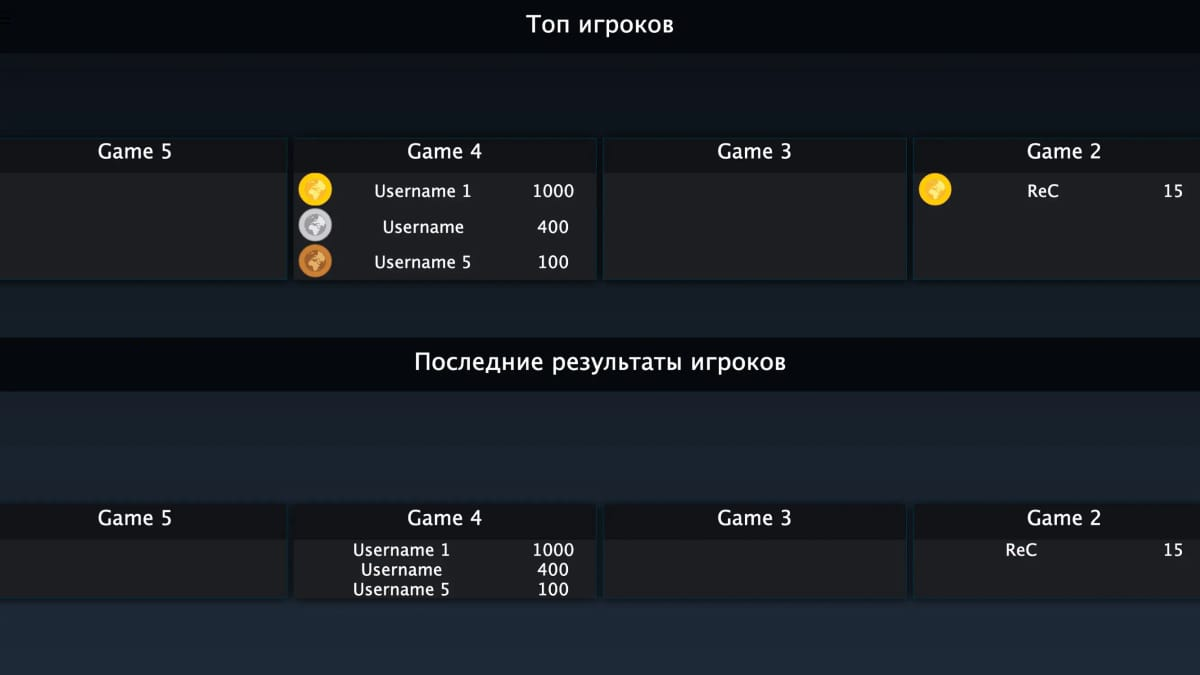 Топ игроков
Game 5
Game 4
Game 3
Game 2
Username 1 1000
ReC 15
Username 400
Username 5 100
Последние результаты игроков
Game 5
Game 4
Game 3
Game 2
Username 1 1000
ReC 15
Username 400
Username 5 100